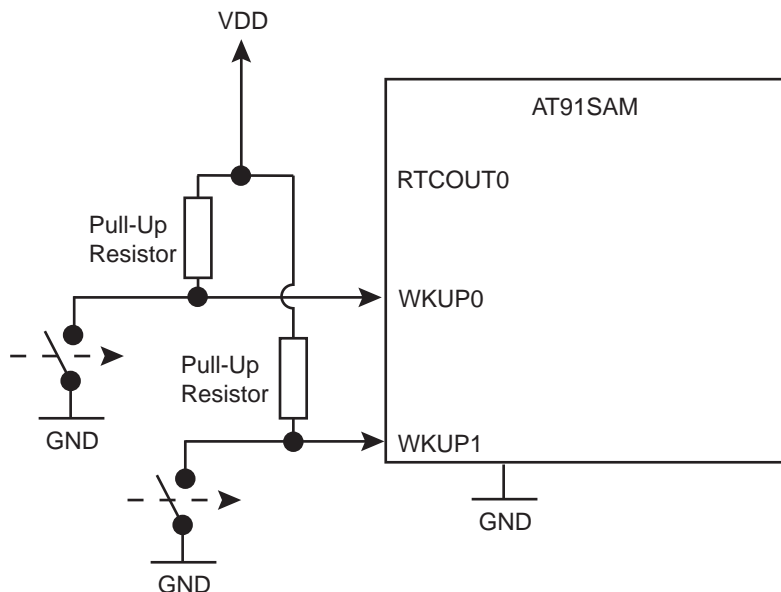 VDD
AT91SAM
RTCOUT0
Pull-Up
Resistor
WKUP0
Pull-Up
Resistor
GND
WKUP1
GND
GND